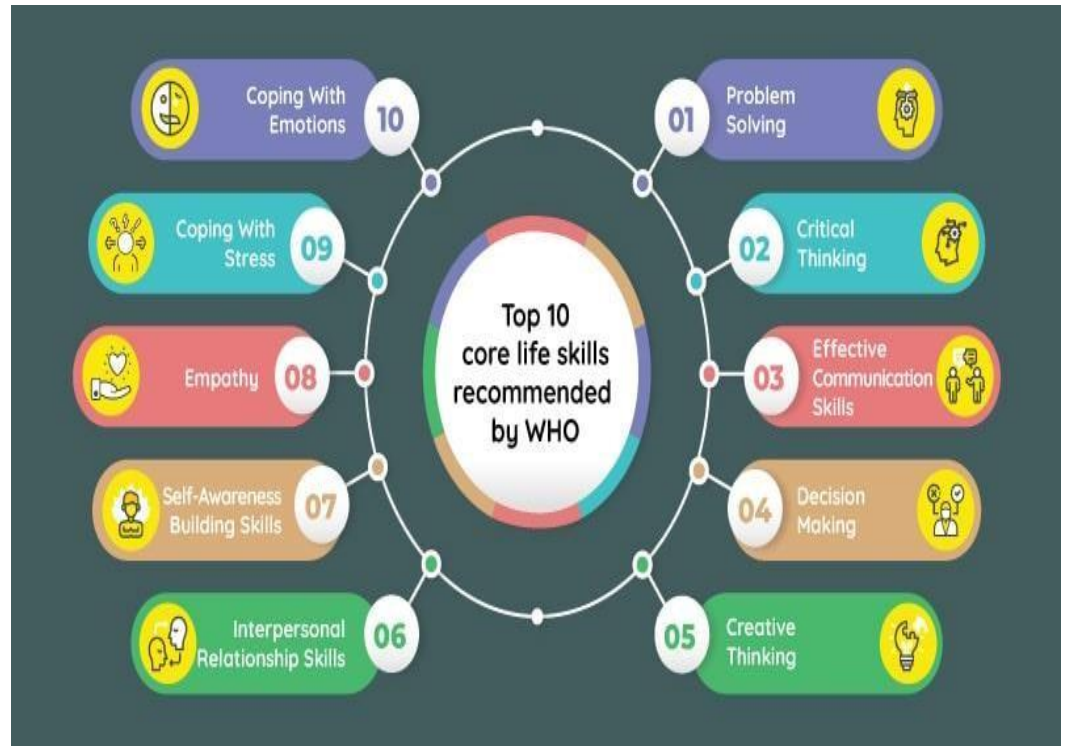 Top 10
core life skills
recommended
by WHO
01
Problem
Solving
02
Critical
Thinking
03
Effective
Communication
Skills
04
Decision
Making
05
Creative
Thinking
06
Interpersonal
Relationship Skills
07
Self-Awareness
Building Skills
08
Empathy
09
Coping With
Stress
10
Coping With
Emotions